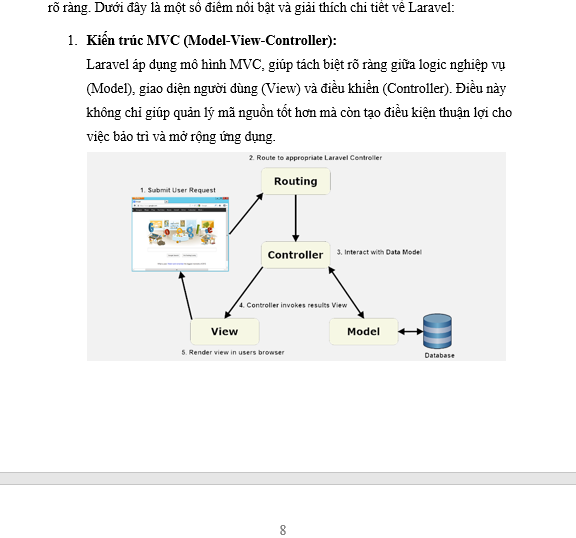 rõ ràng. Dưới đây là một số điểm nổi bật và giải thích chi tiết về Laravel:
1. Kiến trúc MVC (Model-View-Controller):
Laravel áp dụng mô hình MVC, giúp tách biệt rõ ràng giữa logic nghiệp vụ
(Model), giao diện người dùng (View) và điều khiển (Controller). Điều này
không chỉ giúp quản lý mã nguồn tốt hơn mà còn tạo điều kiện thuận lợi cho
việc bảo trì và mở rộng ứng dụng.
2. Route to appropriate Laravel Controller
Routing
1. Submit User Request
Controller
3. Interact with Data Model
4. Controller invokes results View
View
Model
5. Render view in users browser
Database
8